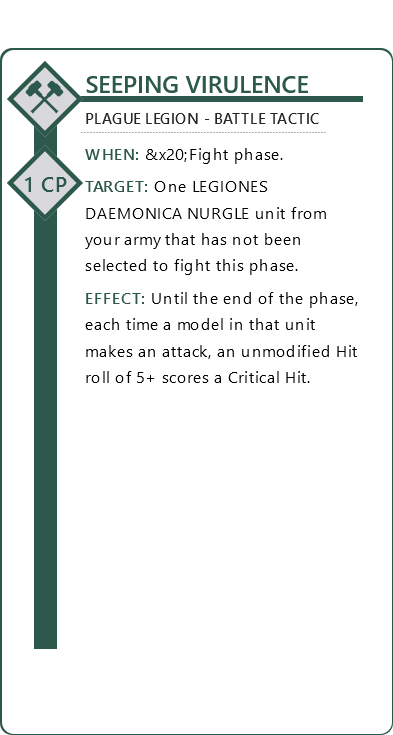 SEEPING VIRULENCE
PLAGUE LEGION - BATTLE TACTIC
WHEN: &x20;Fight phase.
1 CP
TARGET: One LEGIONES
DAEMONICA NURGLE unit from
your army that has not been
selected to fight this phase.
EFFECT: Until the end of the phase,
each time a model in that unit
makes an attack, an unmodified Hit
roll of 5+ scores a Critical Hit.